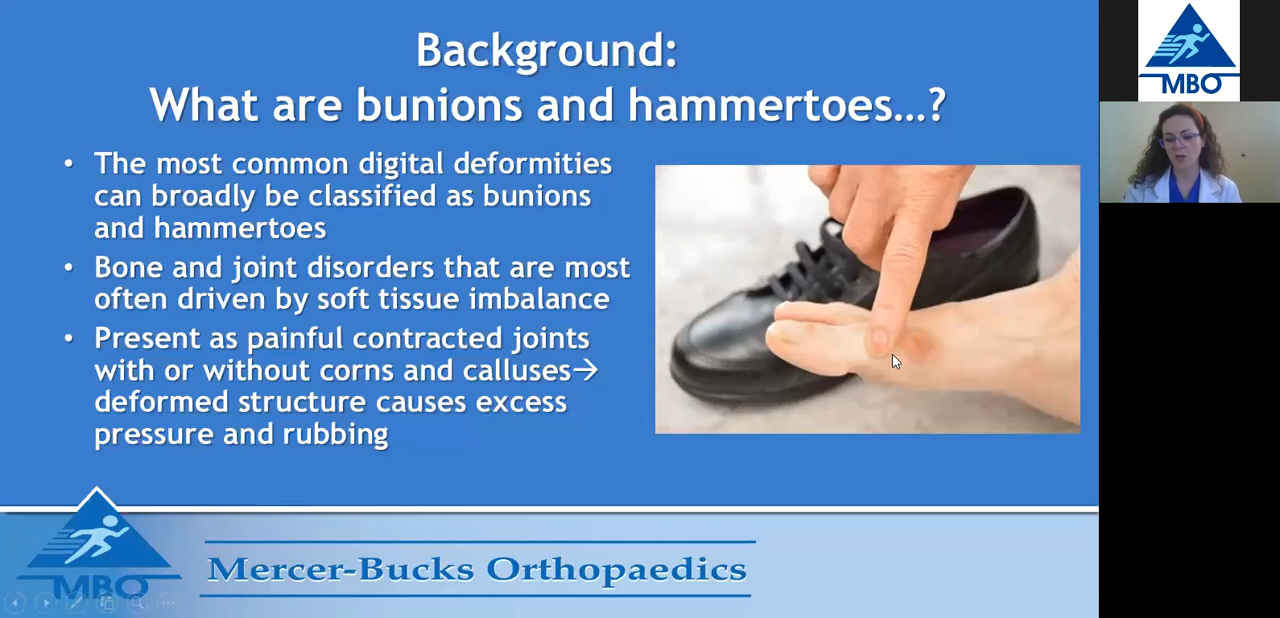 Background:
What are bunions and hammertoes...?
• The most common digital deformities
can broadly be classified as bunions
and hammertoes
• Bone and joint disorders that are most
often driven by soft tissue imbalance
• Present as painful contracted joints
with or without corns and calluses→
deformed structure causes excess
pressure and rubbing
MBO
Mercer-Bucks Orthopaedics
MBO